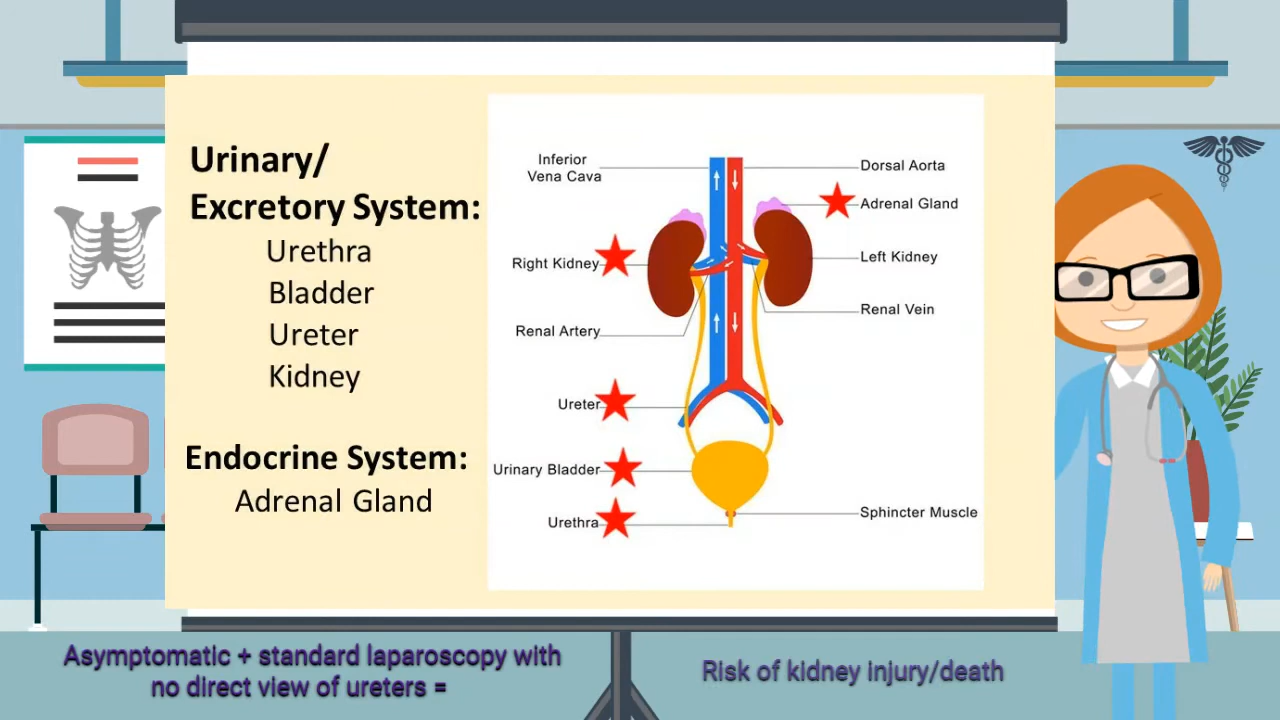 Urinary/
Excretory System:
Urethra
Bladder
Ureter
Kidney
Endocrine System:
Adrenal Gland
Inferior
Vena Cava
Right Kidney
Renal Artery
Ureter
Urinary Bladder
Urethra
Dorsal Aorta
Adrenal Gland
Left Kidney
Renal Vein
Sphincter Muscle
Asymptomatic + standard laparoscopy with
no direct view of ureters =
Risk of kidney injury/death